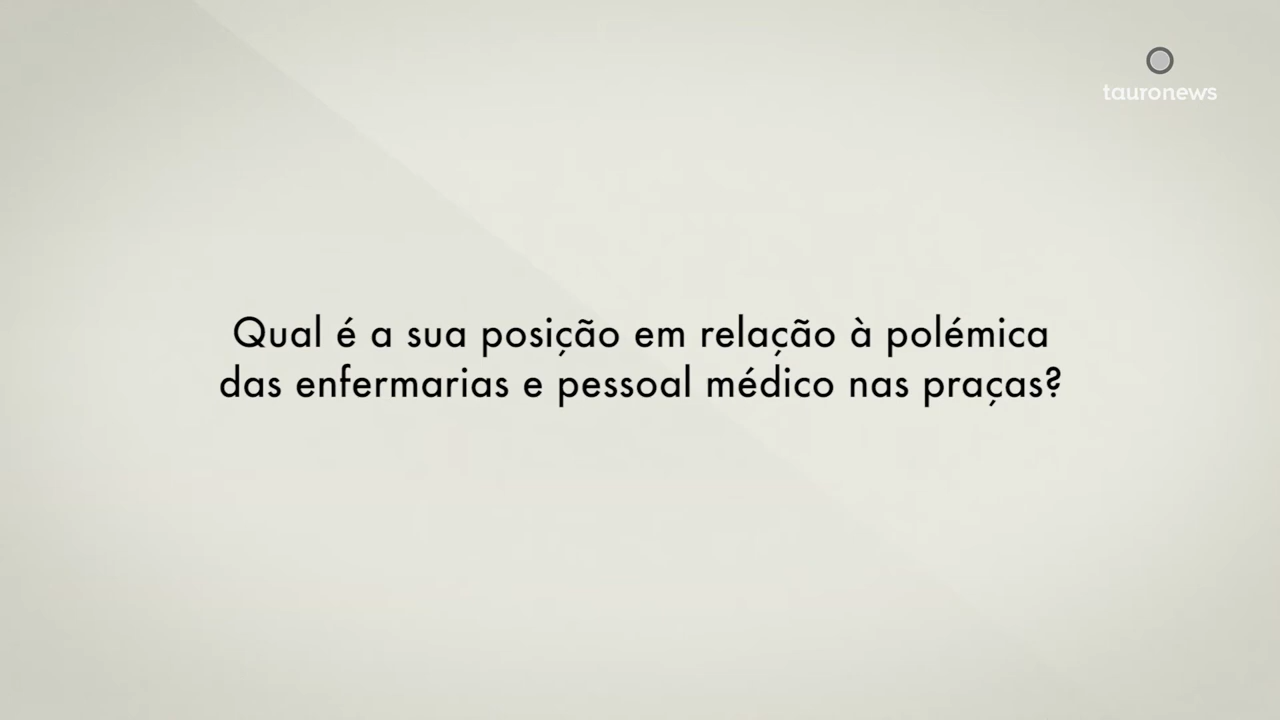 tauronews
Qual é a sua posição em relação à polémica
das enfermarias e pessoal médico nas praças?